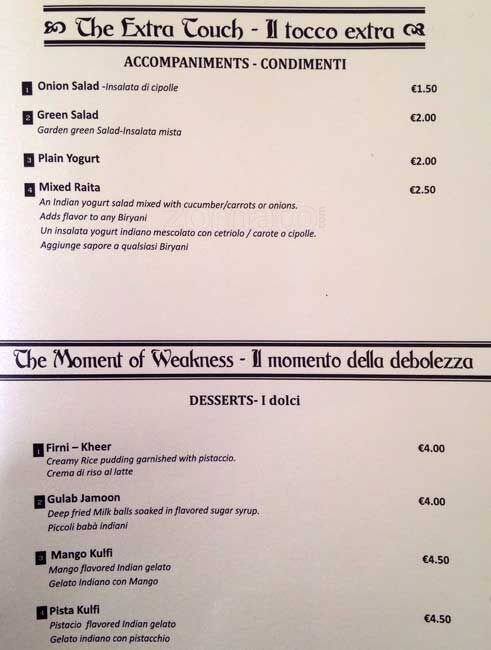 The Extra Touch - Il tocco extra
ACCOMPANIMENTS - CONDIMENTI
1 Onion Salad -Insalata di cipolle €1.50
2 Green Salad €2.00
Garden green Salad-Insalata mista
3 Plain Yogurt €2.00
4 Mixed Raita €2.50
An Indian yogurt salad mixed with cucumber/carrots or onions.
Adds flavor to any Biryani
zomato.com
Un insalata yogurt indiano mescolato con cetriolo / carote o cipolle.
Aggiunge sapore a qualsiasi Biryani
The Moment of Weakness - Il momento della debolezza
DESSERTS- I dolci
1 Firni – Kheer €4.00
Creamy Rice pudding garnished with pistaccio.
Crema di riso al latte
2 Gulab Jamoon €4.00
Deep fried Milk balls soaked in flavored sugar syrup.
Piccoli babà indiani
3 Mango Kulfi €4.50
Mango flavored Indian gelato
Gelato Indiano con Mango
4 Pista Kulfi €4.50
Pistacio flavored Indian gelato
Gelato indiano con pistacchio